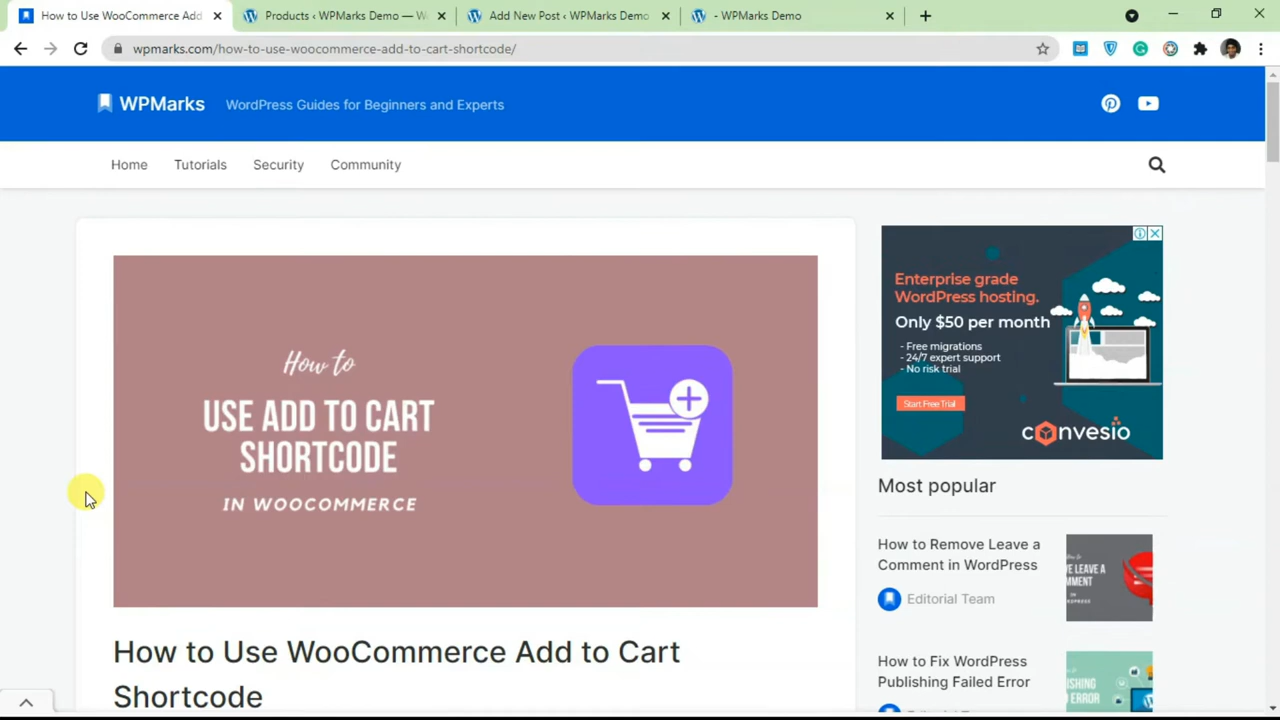 How to Use WooCommerce Add
Products ‹ WPMarks Demo — W
Add New Post ‹ WPMarks Demo
- WPMarks Demo
wpmarks.com/how-to-use-woocommerce-add-to-cart-shortcode/
WPMarks
WordPress Guides for Beginners and Experts
Home
Tutorials
Security
Community
How to
USE ADD TO CART
SHORTCODE
IN WOOCOMMERCE
How to Use WooCommerce Add to Cart
Shortcode
Enterprise grade
WordPress hosting.
Only $50 per month
- Free migrations
- 24/7 expert support
- No risk trial
Start Free Trial
convesio
Most popular
How to Remove Leave a
Comment in WordPress
Editorial Team
VE LEAVE A
MMENT
How to Fix WordPress
Publishing Failed Error